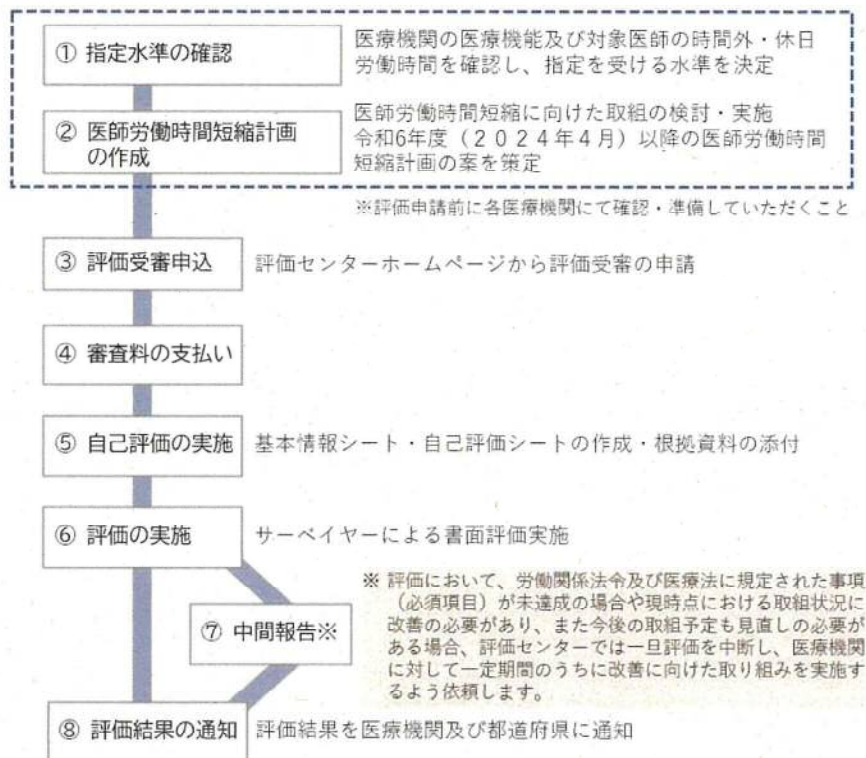 ① 指定水準の確認
医療機関の医療機能及び対象医師の時間外・休日
労働時間を確認し、指定を受ける水準を決定
② 医師労働時間短縮計画
の作成
医師労働時間短縮に向けた取組の検討・実施
令和6年度（２０２４年４月）以降の医師労働時間
短縮計画の案を策定
※評価申請前に各医療機関にて確認・準備していただくこと
③ 評価受審申込
評価センターホームページから評価受審の申請
④ 審査料の支払い
⑤ 自己評価の実施
基本情報シート・自己評価シートの作成・根拠資料の添付
⑥ 評価の実施
サーベイヤーによる書面評価実施
⑦ 中間報告※
※ 評価において、労働関係法令及び医療法に規定された事項
（必須項目）が未達成の場合や現時点における取組状況に
改善の必要があり、また今後の取組予定も見直しの必要が
ある場合、評価センターでは一旦評価を中断し、医療機関
に対して一定期間のうちに改善に向けた取り組みを実施す
るよう依頼します。
⑧ 評価結果の通知
評価結果を医療機関及び都道府県に通知